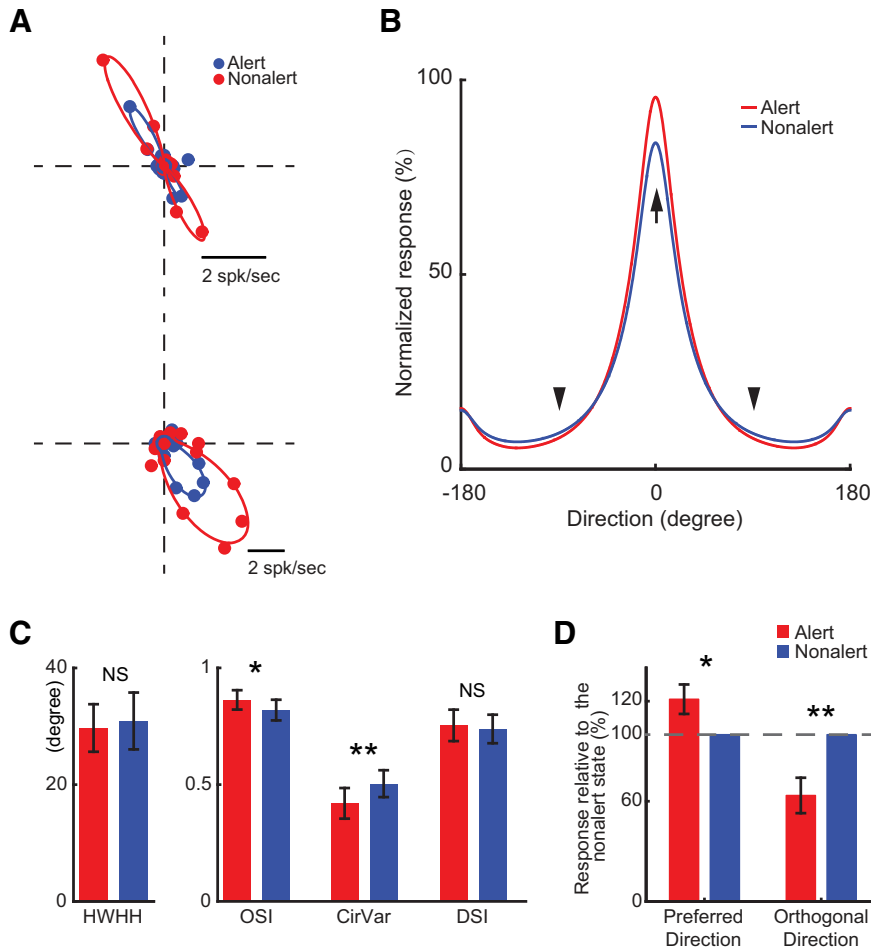 A
Alert
Nonalert
2 spk/sec
2 spk/sec
B
Normalized response (%)
100
50
0
-180
0
180
Direction (degree)
Alert
Nonalert
C
(degree)
40
20
0
NS
HWHH
1
0.5
0
*
**
NS
OSI
CirVar
DSI
D
Alert
Nonalert
Response relative to the
nonalert state (%)
120
100
60
0
*
**
Preferred
Direction
Orthogonal
Direction